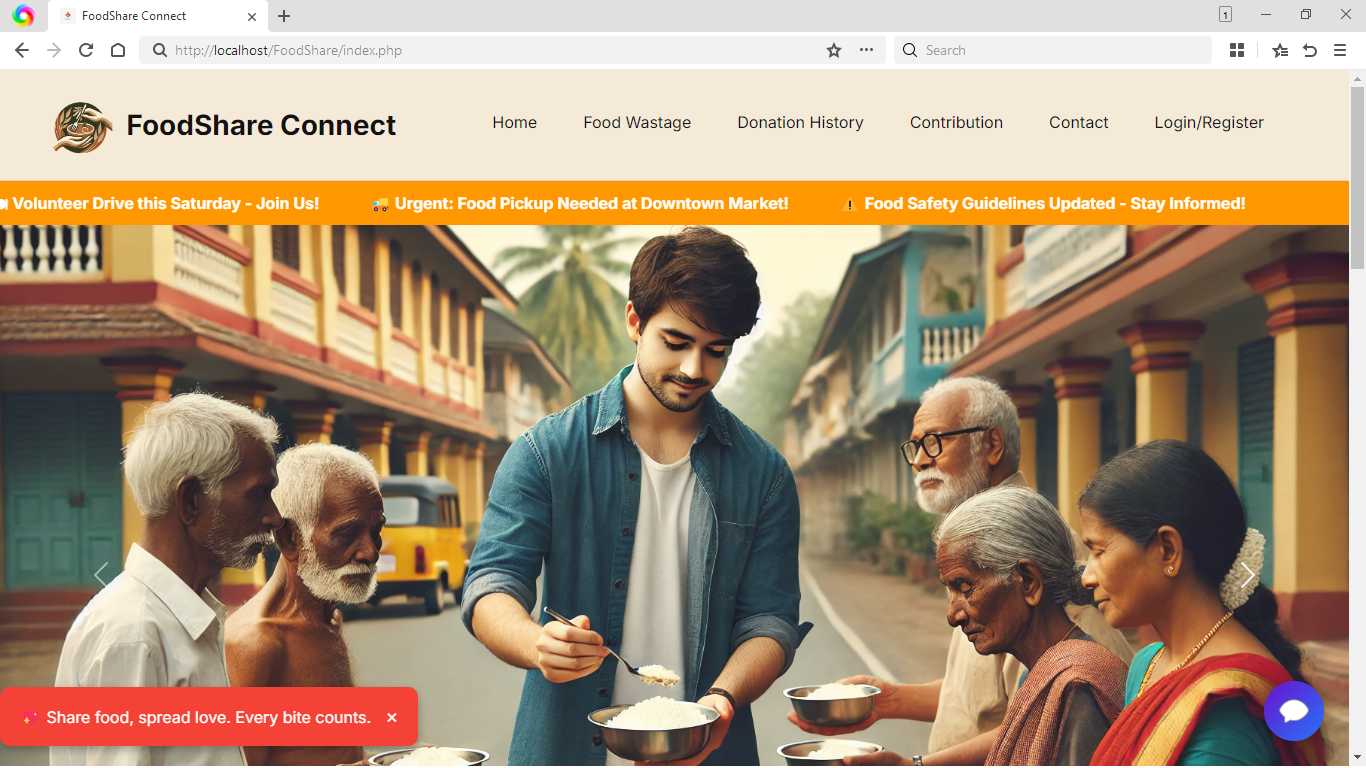 FoodShare Connect
1
http://localhost/FoodShare/index.php
Search
FoodShare Connect
Home Food Wastage Donation History Contribution Contact Login/Register
Volunteer Drive this Saturday - Join Us! 🚚 Urgent: Food Pickup Needed at Downtown Market! ⚠️ Food Safety Guidelines Updated - Stay Informed!
💖 Share food, spread love. Every bite counts. ×